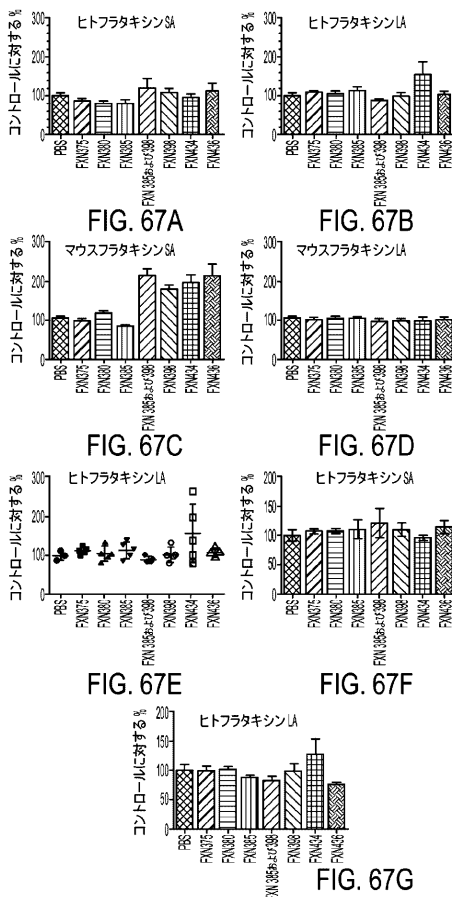 ヒトフラタキシンSA
コントロールに対する%
300
200
100
0
PBS
FXN375
FXN380
FXN385
FXN 385および398
FXN398
FXN434
FXN436
FIG. 67A
ヒトフラタキシンLA
コントロールに対する%
300
200
100
0
PBS
FXN375
FXN380
FXN385
FXN 385および398
FXN398
FXN434
FXN436
FIG. 67B
マウスフラタキシンSA
コントロールに対する%
300
200
100
0
PBS
FXN375
FXN380
FXN385
FXN 385および398
FXN398
FXN434
FXN436
FIG. 67C
マウスフラタキシンLA
コントロールに対する%
300
200
100
0
PBS
FXN375
FXN380
FXN385
FXN 385および398
FXN398
FXN434
FXN436
FIG. 67D
ヒトフラタキシンLA
コントロールに対する%
300
200
100
0
PBS
FXN375
FXN380
FXN385
FXN 385および398
FXN398
FXN434
FXN436
FIG. 67E
ヒトフラタキシンSA
コントロールに対する%
200
150
100
50
0
PBS
FXN375
FXN380
FXN385
FXN 385および398
FXN398
FXN434
FXN436
FIG. 67F
ヒトフラタキシンLA
コントロールに対する%
200
150
100
50
0
PBS
FXN375
FXN380
FXN385
FXN 385および398
FXN398
FXN434
FXN436
FIG. 67G